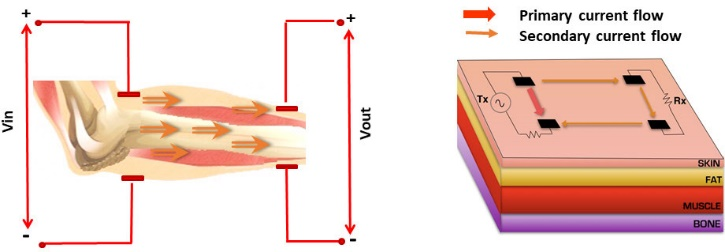 +
+
Vin
Vout
-
-
Primary current flow
Secondary current flow
Tx
Rx
SKIN
FAT
MUSCLE
BONE